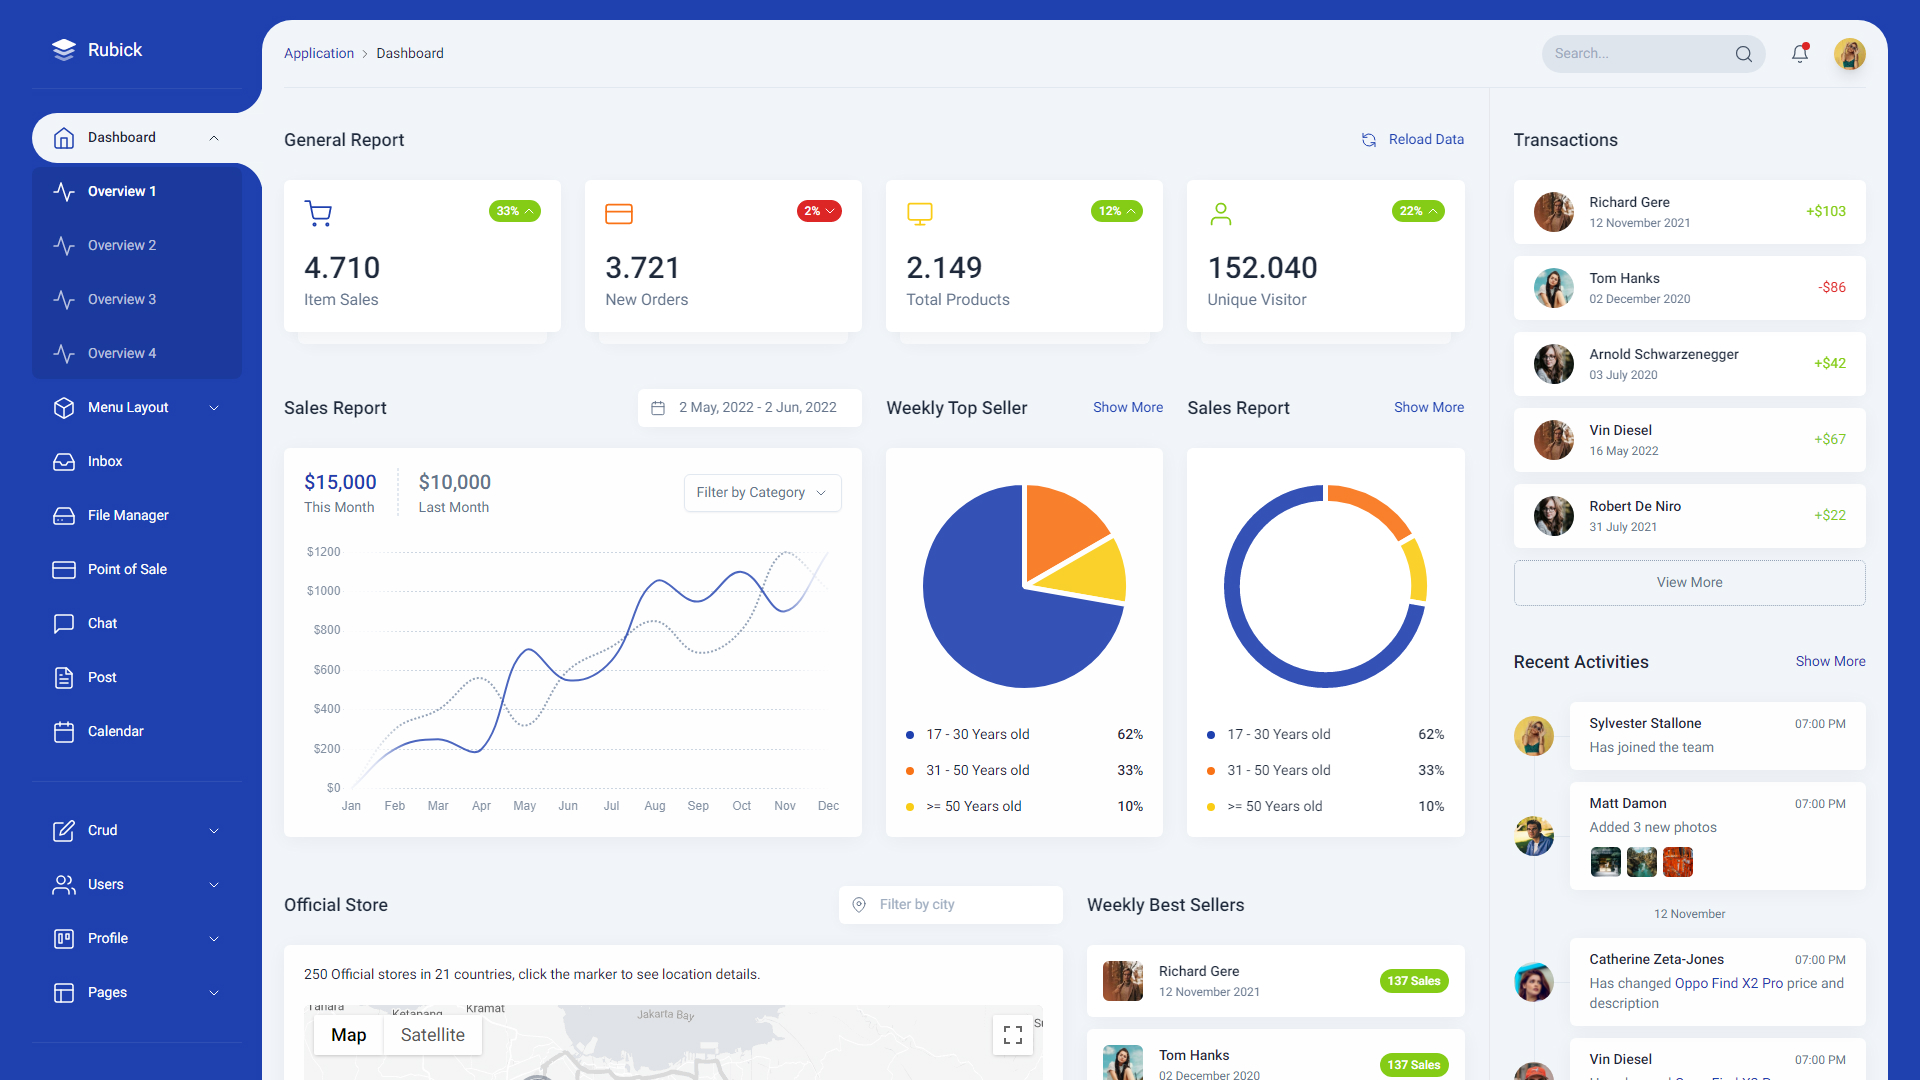 Rubick
Application > Dashboard
Search...
Dashboard
Overview 1
Overview 2
Overview 3
Overview 4
Menu Layout
Inbox
File Manager
Point of Sale
Chat
Post
Calendar
Crud
Users
Profile
Pages
General Report
Reload Data
33%
4.710
Item Sales
2%
3.721
New Orders
12%
2.149
Total Products
22%
152.040
Unique Visitor
Sales Report
2 May, 2022 - 2 Jun, 2022
$15,000
This Month
$10,000
Last Month
Filter by Category
$1200
$1000
$800
$600
$400
$200
$0
Jan Feb Mar Apr May Jun Jul Aug Sep Oct Nov Dec
Weekly Top Seller
Show More
17 - 30 Years old 62%
31 - 50 Years old 33%
>= 50 Years old 10%
Sales Report
Show More
17 - 30 Years old 62%
31 - 50 Years old 33%
>= 50 Years old 10%
Official Store
Filter by city
250 Official stores in 21 countries, click the marker to see location details.
Kramat
Jakarta Bay
Map
Satellite
Weekly Best Sellers
Richard Gere
12 November 2021
137 Sales
Tom Hanks
02 December 2020
137 Sales
Transactions
Richard Gere
12 November 2021
+$103
Tom Hanks
02 December 2020
-$86
Arnold Schwarzenegger
03 July 2020
+$42
Vin Diesel
16 May 2022
+$67
Robert De Niro
31 July 2021
+$22
View More
Recent Activities
Show More
Sylvester Stallone 07:00 PM
Has joined the team
Matt Damon 07:00 PM
Added 3 new photos
12 November
Catherine Zeta-Jones 07:00 PM
Has changed Oppo Find X2 Pro price and
description
Vin Diesel 07:00 PM